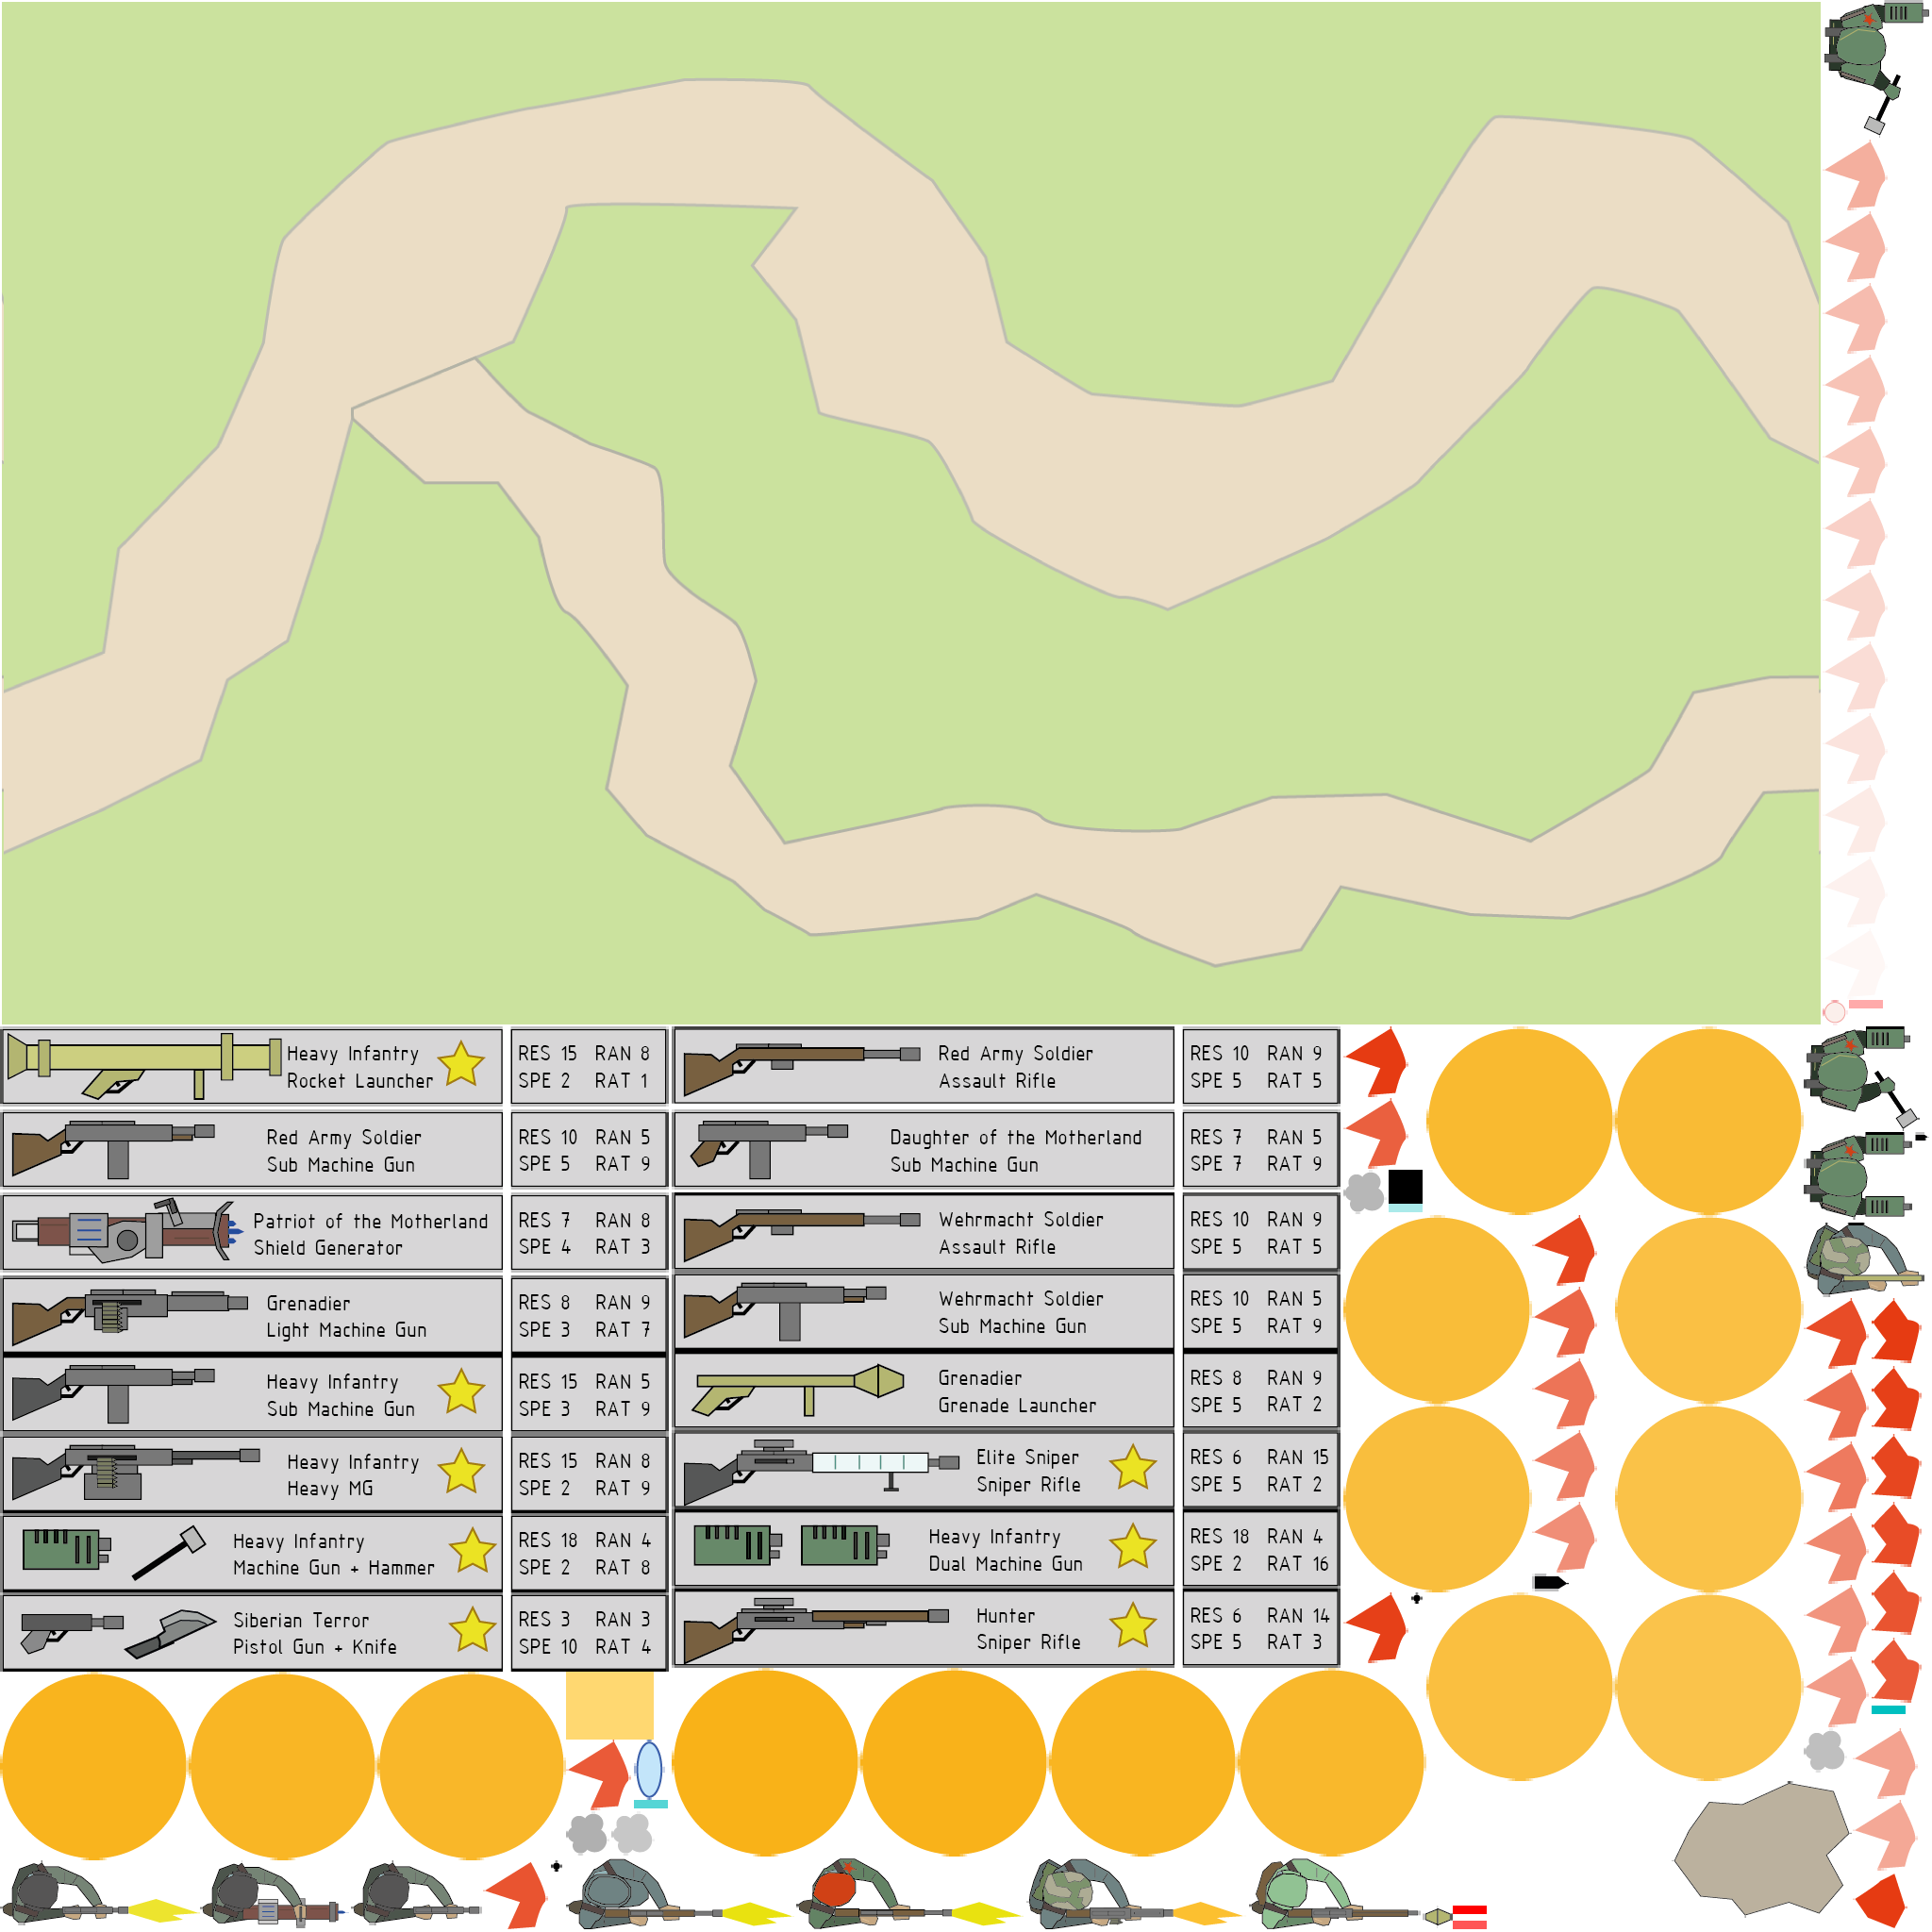 Heavy Infantry
Rocket Launcher
RES 15 RAN 8
SPE 2 RAT 1
Red Army Soldier
Assault Rifle
RES 10 RAN 9
SPE 5 RAT 5
Red Army Soldier
Sub Machine Gun
RES 10 RAN 5
SPE 5 RAT 9
Daughter of the Motherland
Sub Machine Gun
RES 7 RAN 5
SPE 7 RAT 9
Patriot of the Motherland
Shield Generator
RES 7 RAN 8
SPE 4 RAT 3
Wehrmacht Soldier
Assault Rifle
RES 10 RAN 9
SPE 5 RAT 5
Grenadier
Light Machine Gun
RES 8 RAN 9
SPE 3 RAT 7
Wehrmacht Soldier
Sub Machine Gun
RES 10 RAN 5
SPE 5 RAT 9
Heavy Infantry
Sub Machine Gun
RES 15 RAN 5
SPE 3 RAT 9
Grenadier
Grenade Launcher
RES 8 RAN 9
SPE 5 RAT 2
Heavy Infantry
Heavy MG
RES 15 RAN 8
SPE 2 RAT 9
Elite Sniper
Sniper Rifle
RES 6 RAN 15
SPE 5 RAT 2
Heavy Infantry
Machine Gun + Hammer
RES 18 RAN 4
SPE 2 RAT 8
Heavy Infantry
Dual Machine Gun
RES 18 RAN 4
SPE 2 RAT 16
Siberian Terror
Pistol Gun + Knife
RES 3 RAN 3
SPE 10 RAT 4
Hunter
Sniper Rifle
RES 6 RAN 14
SPE 5 RAT 3